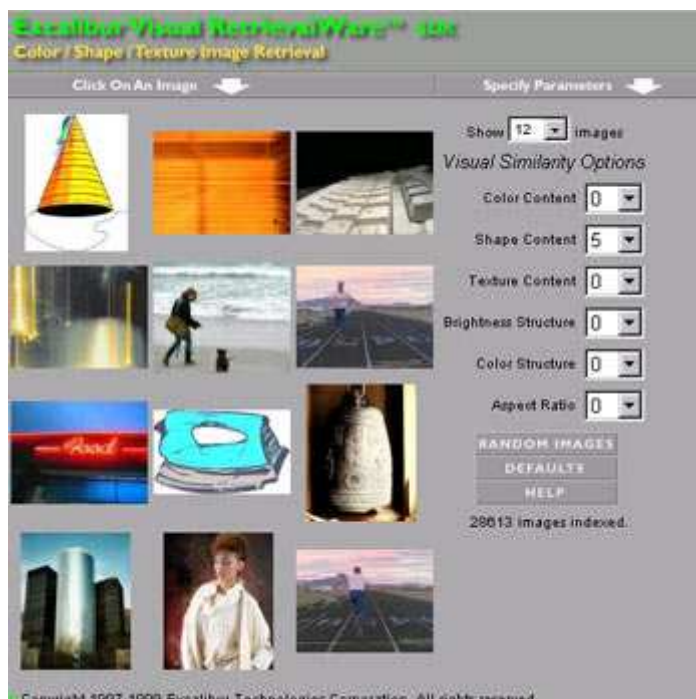 Excalibur Visual RetrievalWare™ SDK
Color / Shape / Texture Image Retrieval
Click On An Image
Specify Parameters
Show 12 images
Visual Similarity Options
Color Content 0
Shape Content 5
Texture Content 0
Brightness Structure 0
Color Structure 0
Aspect Ratio 0
Food
RANDOM IMAGES
DEFAULTS
HELP
28613 images indexed.
Copyright 1997-1999 Excalibur Technologies Corporation. All rights reserved.